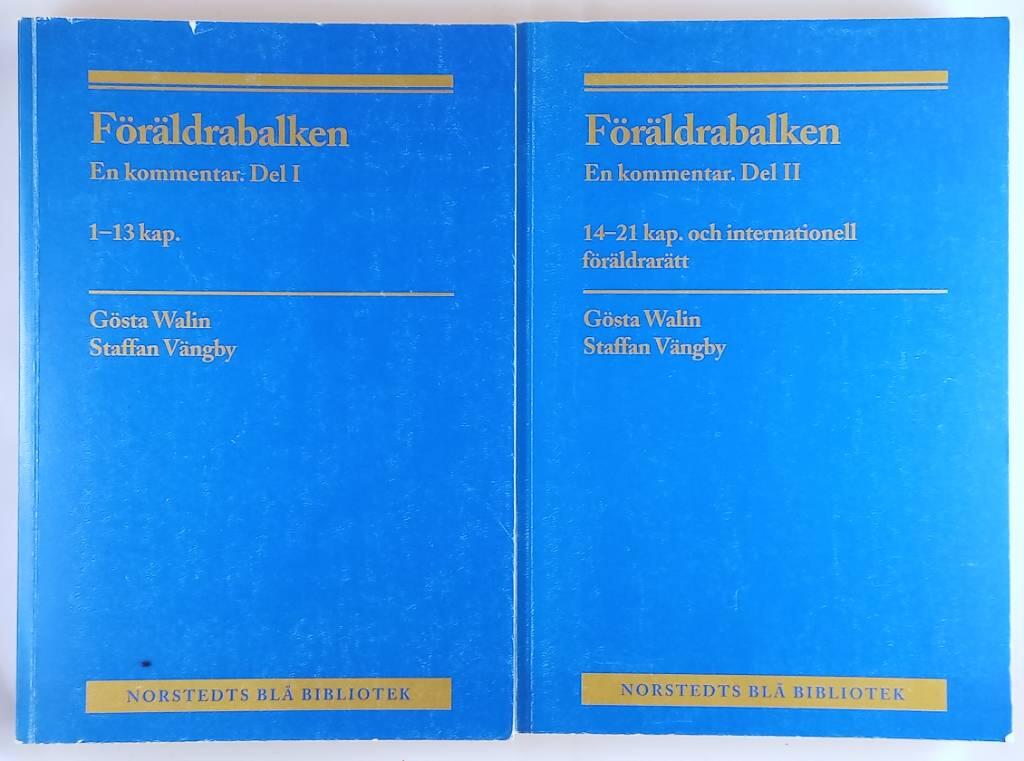 Föräldrabalken
En kommentar. Del I
1–13 kap.
Gösta Walin
Staffan Vängby
NORSTEDTS BLÅ BIBLIOTEK
Föräldrabalken
En kommentar. Del II
14–21 kap. och internationell
föräldrarätt
Gösta Walin
Staffan Vängby
NORSTEDTS BLÅ BIBLIOTEK